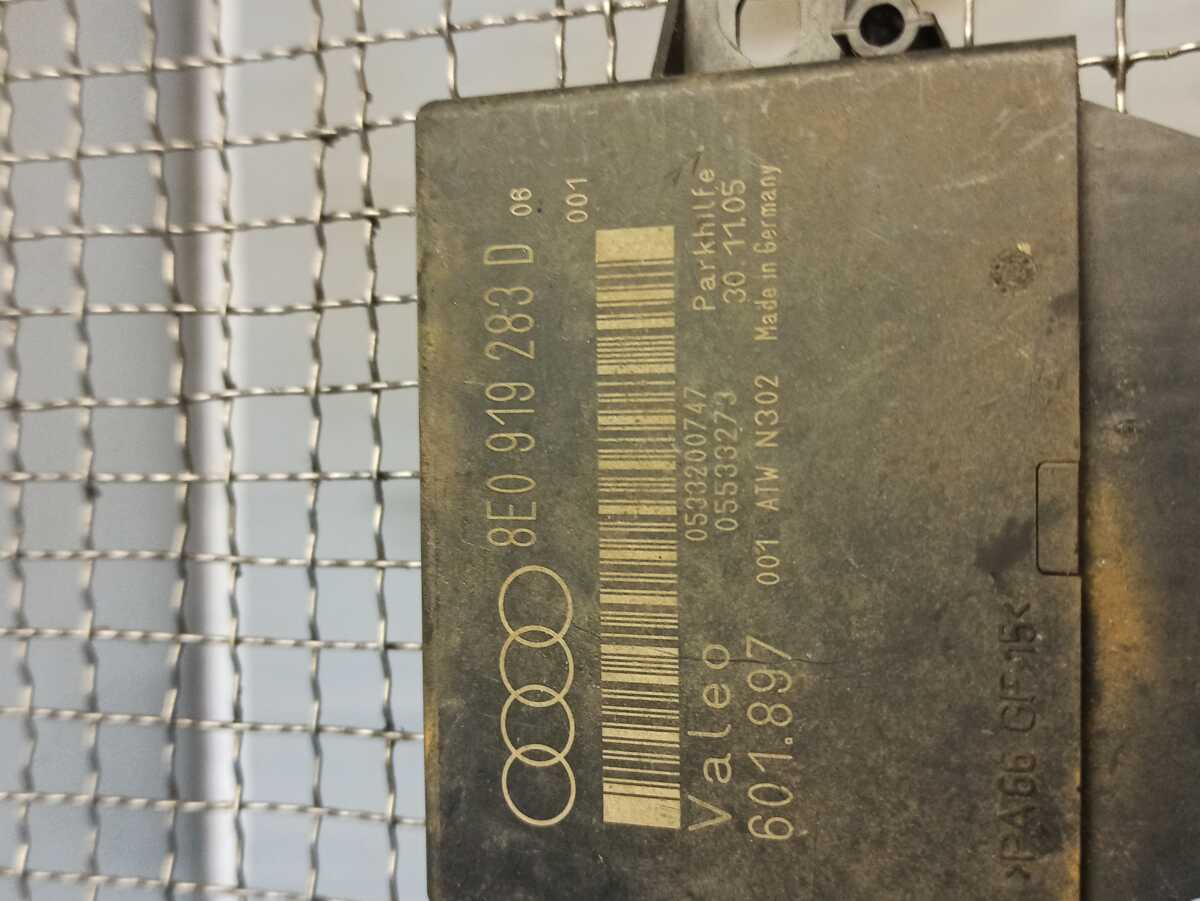 8E0 919 283 D 06
001
Valeo 0533200747 Parkhilfe
601.897 05533273 30.11.05
001 ATW N302 Made in Germany
>PA66 GF15<